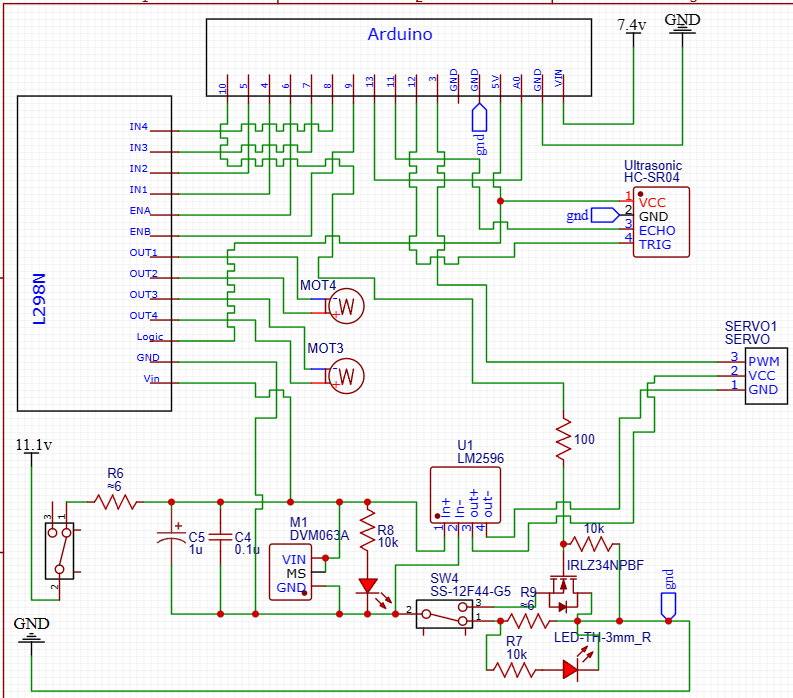 1
2
3
Arduino
7.4v
GND
10
5
4
6
7
8
9
13
11
12
3
GND
GND
5V
A0
GND
VIN
gnd
L298N
IN4
IN3
IN2
IN1
ENA
ENB
OUT1
OUT2
OUT3
OUT4
Logic
GND
Vin
Ultrasonic
HC-SR04
1 VCC
2 GND
3 ECHO
4 TRIG
gnd
MOT4
W
MOT3
W
SERVO1
SERVO
3 PWM
2 VCC
1 GND
100
11.1v
R6
≈6
3
1
2
C5
1u
C4
0.1u
M1
DVM063A
VIN
MS
GND
R8
10k
U1
LM2596
In+
In-
out+
out-
1
2
3
4
10k
IRLZ34NPBF
SW4
SS-12F44-G5
2
3
1
R9
≈6
R7
10k
LED-TH-3mm_R
gnd
GND